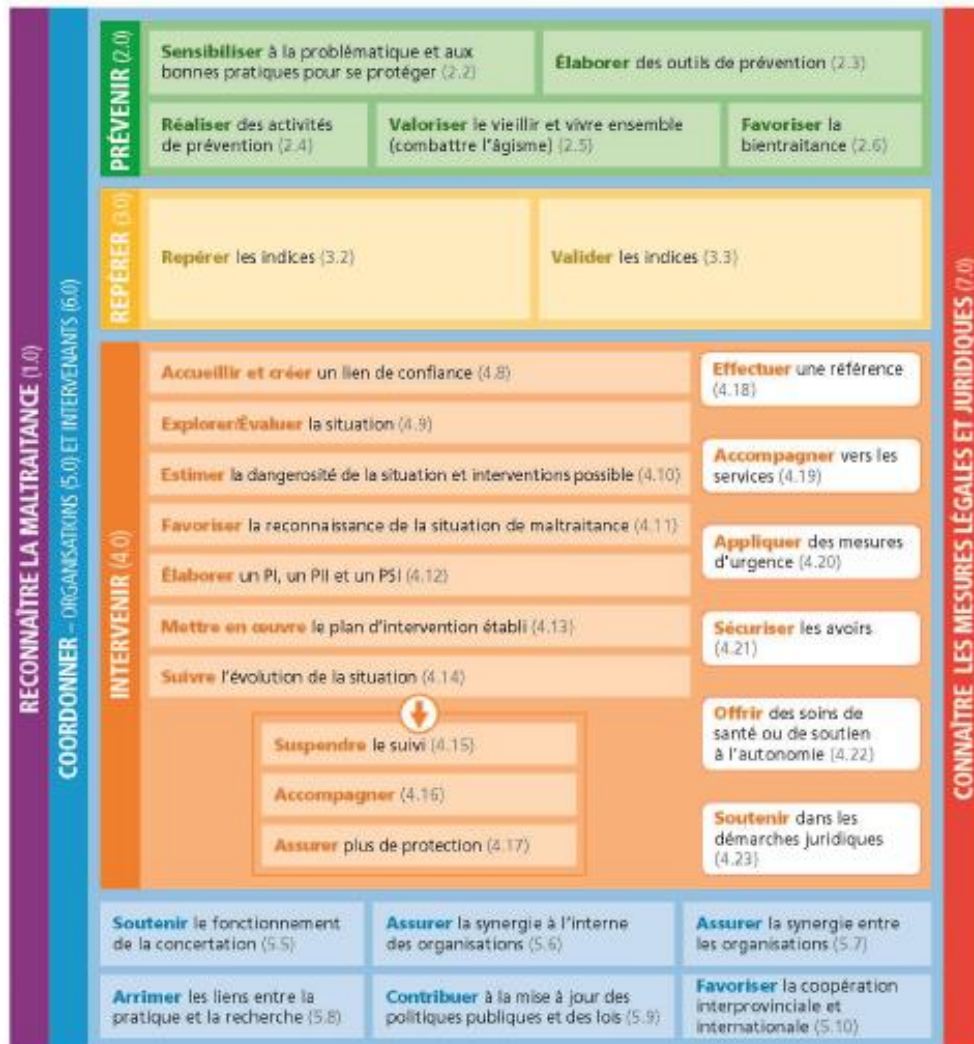 RECONNAÎTRE LA MALTRAITANCE (1.0)
COORDONNER – ORGANISATIONS (5.0) ET INTERVENANTS (6.0)
PRÉVENIR (2.0)
Sensibiliser à la problématique et aux
bonnes pratiques pour se protéger (2.2)
Élaborer des outils de prévention (2.3)
Réaliser des activités
de prévention (2.4)
Valoriser le vieillir et vivre ensemble
(combattre l'âgisme) (2.5)
Favoriser la
bientraitance (2.6)
REPÉRER (3.0)
Repérer les indices (3.2)
Valider les indices (3.3)
INTERVENIR (4.0)
Accueillir et créer un lien de confiance (4.8)
Explorer/Évaluer la situation (4.9)
Estimer la dangerosité de la situation et interventions possible (4.10)
Favoriser la reconnaissance de la situation de maltraitance (4.11)
Élaborer un PI, un PII et un PSI (4.12)
Mettre en œuvre le plan d'intervention établi (4.13)
Suivre l'évolution de la situation (4.14)
Suspendre le suivi (4.15)
Accompagner (4.16)
Assurer plus de protection (4.17)
Effectuer une référence
(4.18)
Accompagner vers les
services (4.19)
Appliquer des mesures
d'urgence (4.20)
Sécuriser les avoirs
(4.21)
Offrir des soins de
santé ou de soutien
à l'autonomie (4.22)
Soutenir dans les
démarches juridiques
(4.23)
Soutenir le fonctionnement
de la concertation (5.5)
Assurer la synergie à l'interne
des organisations (5.6)
Assurer la synergie entre
les organisations (5.7)
Arrimer les liens entre la
pratique et la recherche (5.8)
Contribuer à la mise à jour des
politiques publiques et des lois (5.9)
Favoriser la coopération
interprovinciale et
internationale (5.10)
CONNAÎTRE LES MESURES LÉGALES ET JURIDIQUES (7.0)